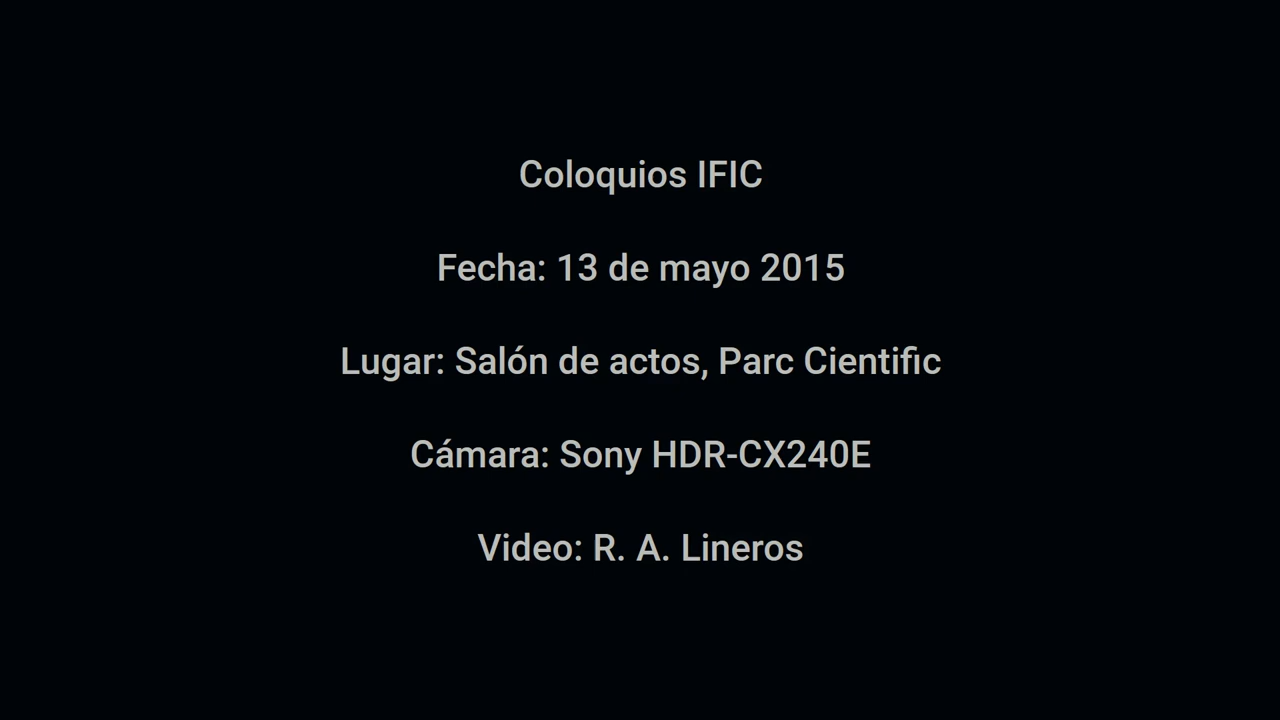 Coloquios IFIC
Fecha: 13 de mayo 2015
Lugar: Salón de actos, Parc Cientific
Cámara: Sony HDR-CX240E
Video: R. A. Lineros